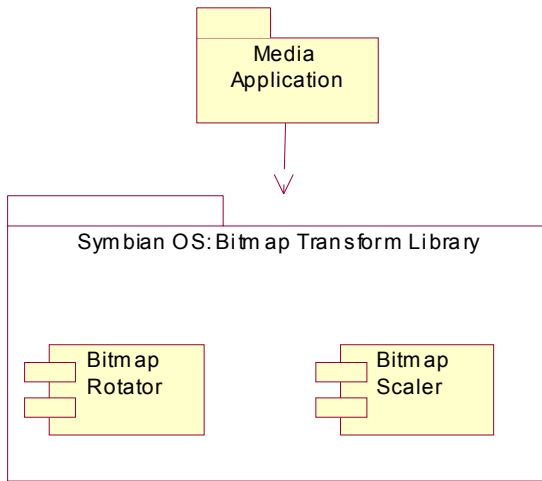 Media
Application
Symbian OS: Bitmap Transform Library
Bitmap
Rotator
Bitmap
Scaler